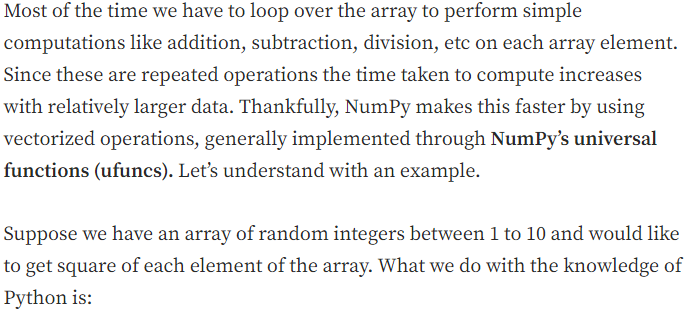 Most of the time we have to loop over the array to perform simple
computations like addition, subtraction, division, etc on each array element.
Since these are repeated operations the time taken to compute increases
with relatively larger data. Thankfully, NumPy makes this faster by using
vectorized operations, generally implemented through NumPy’s universal
functions (ufuncs). Let’s understand with an example.
Suppose we have an array of random integers between 1 to 10 and would like
to get square of each element of the array. What we do with the knowledge of
Python is: